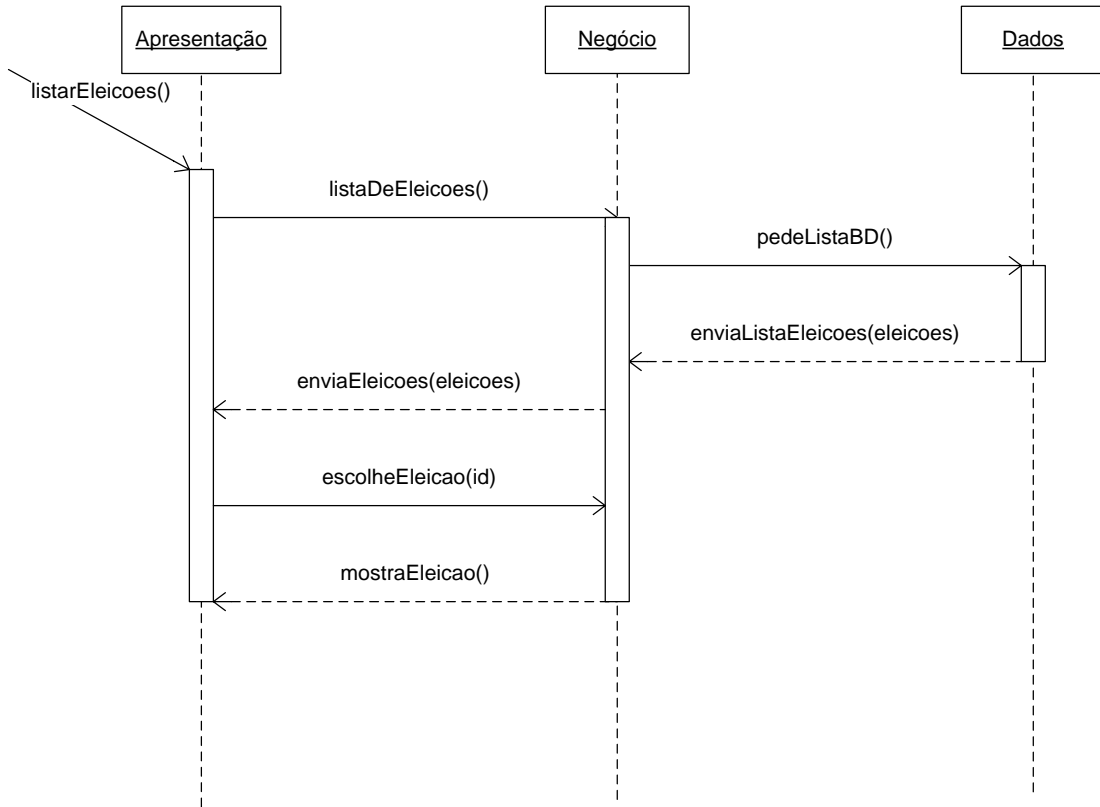 Apresentação
Negócio
Dados
listarEleicoes()
listaDeEleicoes()
pedeListaBD()
enviaListaEleicoes(eleicoes)
enviaEleicoes(eleicoes)
escolheEleicao(id)
mostraEleicao()